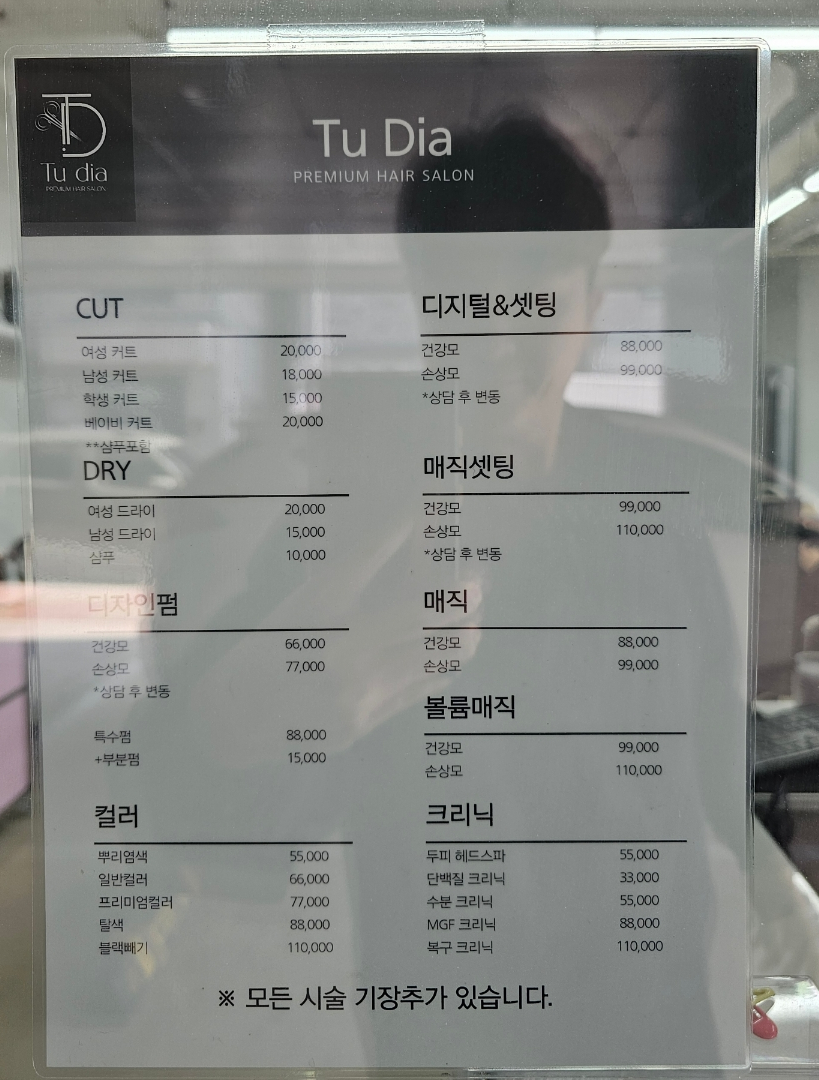 Tu dia
PREMIUM HAIR SALON
Tu Dia
PREMIUM HAIR SALON
CUT
여성 커트 20,000
남성 커트 18,000
학생 커트 15,000
베이비 커트 20,000
**샴푸포함
DRY
여성 드라이 20,000
남성 드라이 15,000
샴푸 10,000
디자인펌
건강모 66,000
손상모 77,000
*상담 후 변동
특수펌 88,000
+부분펌 15,000
컬러
뿌리염색 55,000
일반컬러 66,000
프리미엄컬러 77,000
탈색 88,000
블랙빼기 110,000
디지털&셋팅
건강모 88,000
손상모 99,000
*상담 후 변동
매직셋팅
건강모 99,000
손상모 110,000
*상담 후 변동
매직
건강모 88,000
손상모 99,000
볼륨매직
건강모 99,000
손상모 110,000
크리닉
두피 헤드스파 55,000
단백질 크리닉 33,000
수분 크리닉 55,000
MGF 크리닉 88,000
복구 크리닉 110,000
※ 모든 시술 기장추가 있습니다.